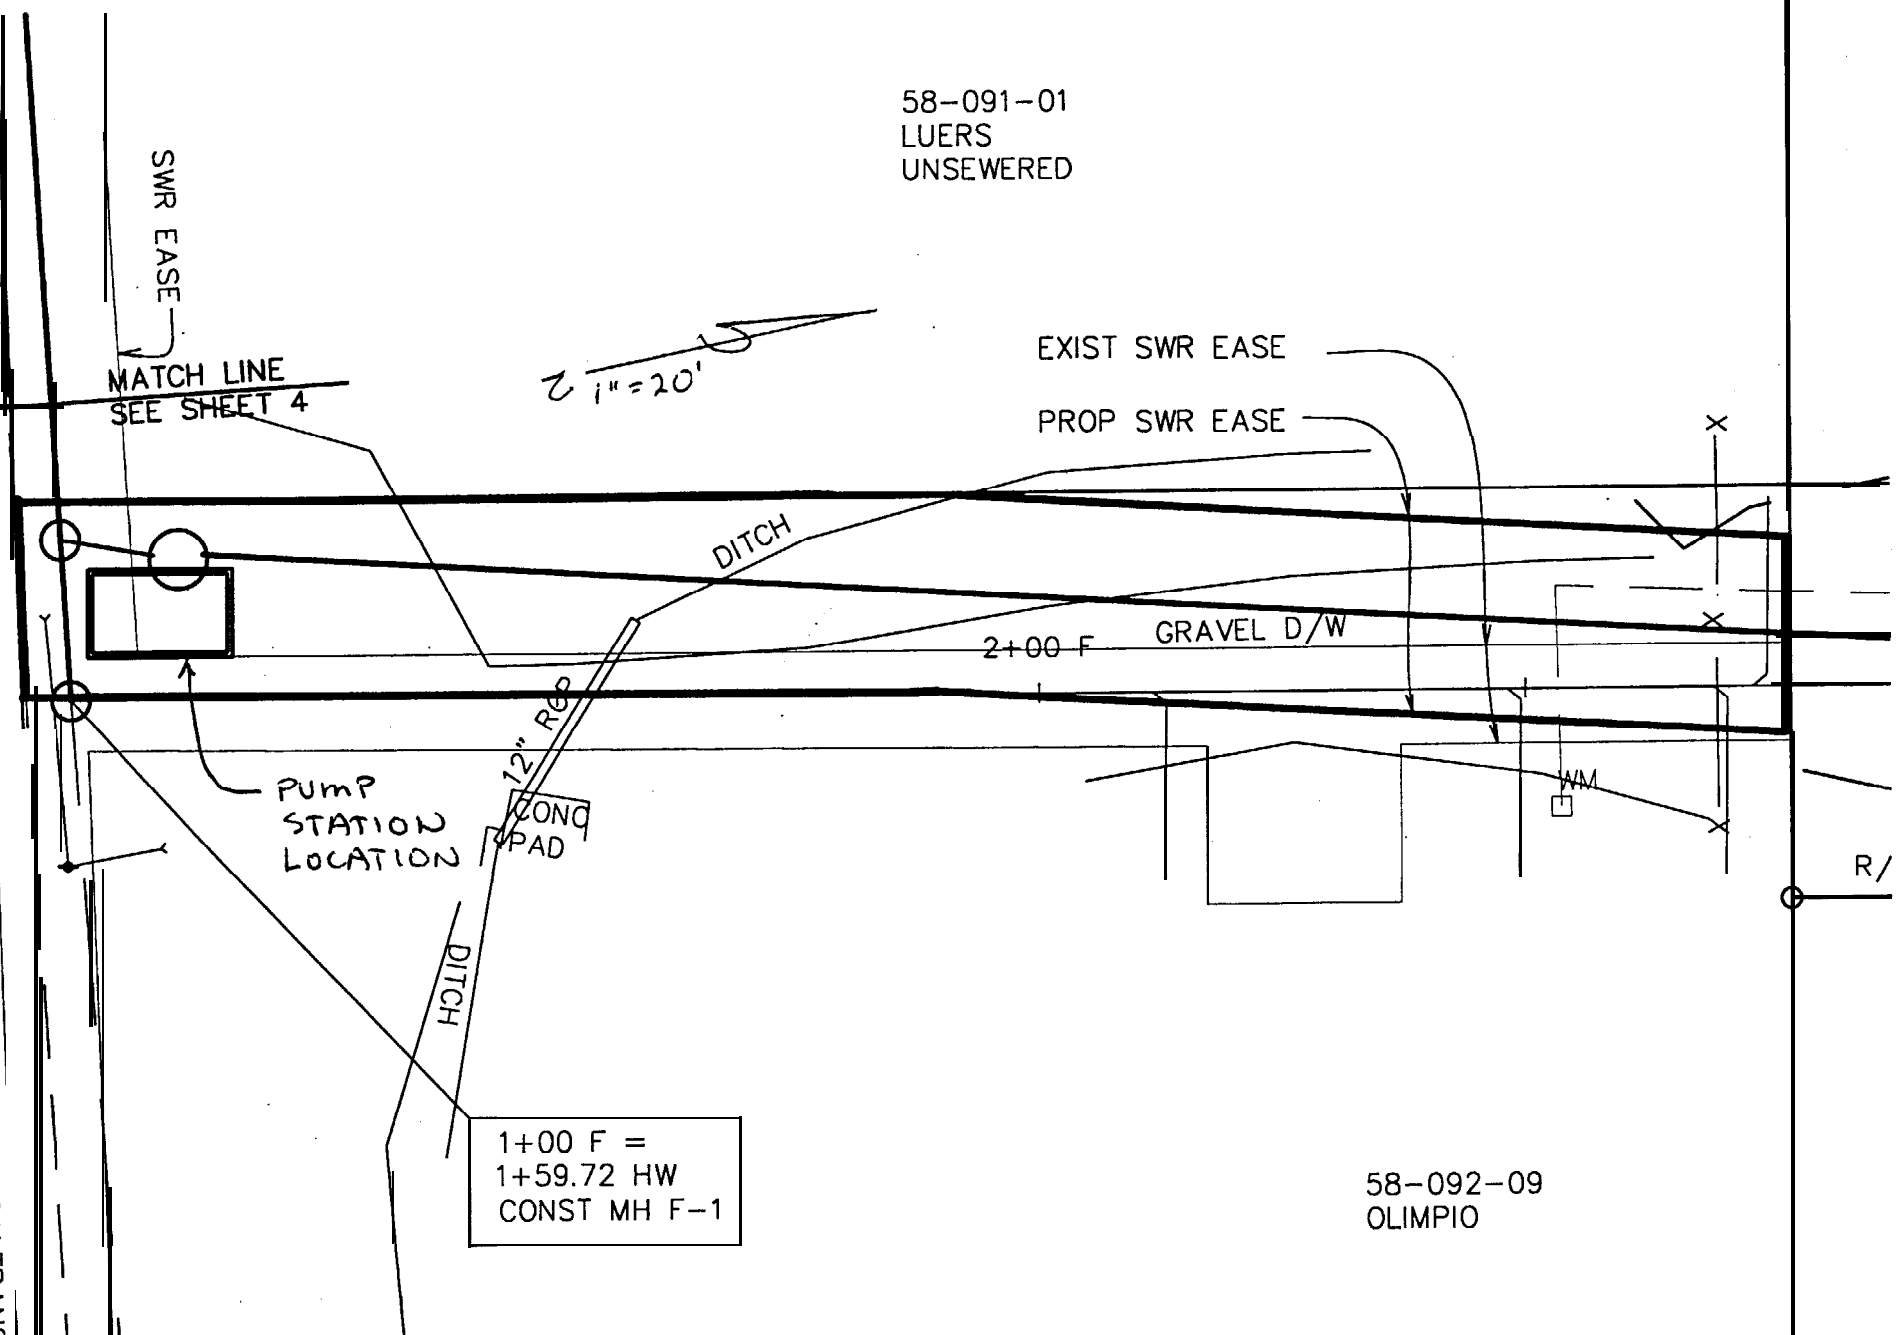 58-091-01
LUERS
UNSEWERED
SWR EASE
MATCH LINE
SEE SHEET 4
1"=20'
EXIST SWR EASE
PROP SWR EASE
DITCH
GRAVEL D/W
2+00 F
12" RCP
CONC
PAD
PUMP
STATION
LOCATION
WM
X
X
X
R/
DITCH
1+00 F =
1+59.72 HW
CONST MH F-1
58-092-09
OLIMPIO